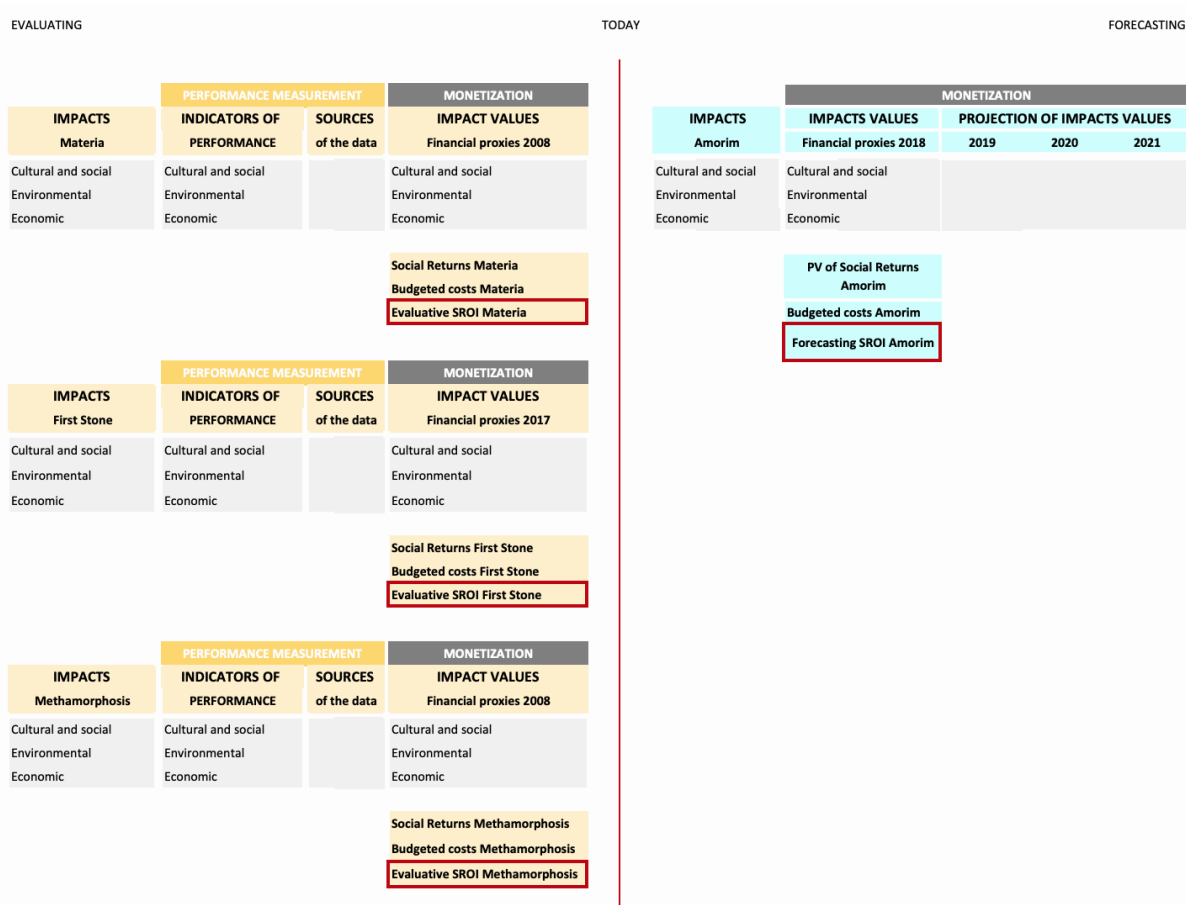 EVALUATING TODAY FORECASTING
PERFORMANCE MEASUREMENT MONETIZATION
IMPACTS INDICATORS OF SOURCES IMPACT VALUES
Materia PERFORMANCE of the data Financial proxies 2008
Cultural and social Cultural and social Cultural and social
Environmental Environmental Environmental
Economic Economic Economic
Social Returns Materia
Budgeted costs Materia
Evaluative SROI Materia
PERFORMANCE MEASUREMENT MONETIZATION
IMPACTS INDICATORS OF SOURCES IMPACT VALUES
First Stone PERFORMANCE of the data Financial proxies 2017
Cultural and social Cultural and social Cultural and social
Environmental Environmental Environmental
Economic Economic Economic
Social Returns First Stone
Budgeted costs First Stone
Evaluative SROI First Stone
PERFORMANCE MEASUREMENT MONETIZATION
IMPACTS INDICATORS OF SOURCES IMPACT VALUES
Methamorphosis PERFORMANCE of the data Financial proxies 2008
Cultural and social Cultural and social Cultural and social
Environmental Environmental Environmental
Economic Economic Economic
Social Returns Methamorphosis
Budgeted costs Methamorphosis
Evaluative SROI Methamorphosis
MONETIZATION
IMPACTS IMPACTS VALUES PROJECTION OF IMPACTS VALUES
Amorim Financial proxies 2018 2019 2020 2021
Cultural and social Cultural and social
Environmental Environmental
Economic Economic
PV of Social Returns
Amorim
Budgeted costs Amorim
Forecasting SROI Amorim